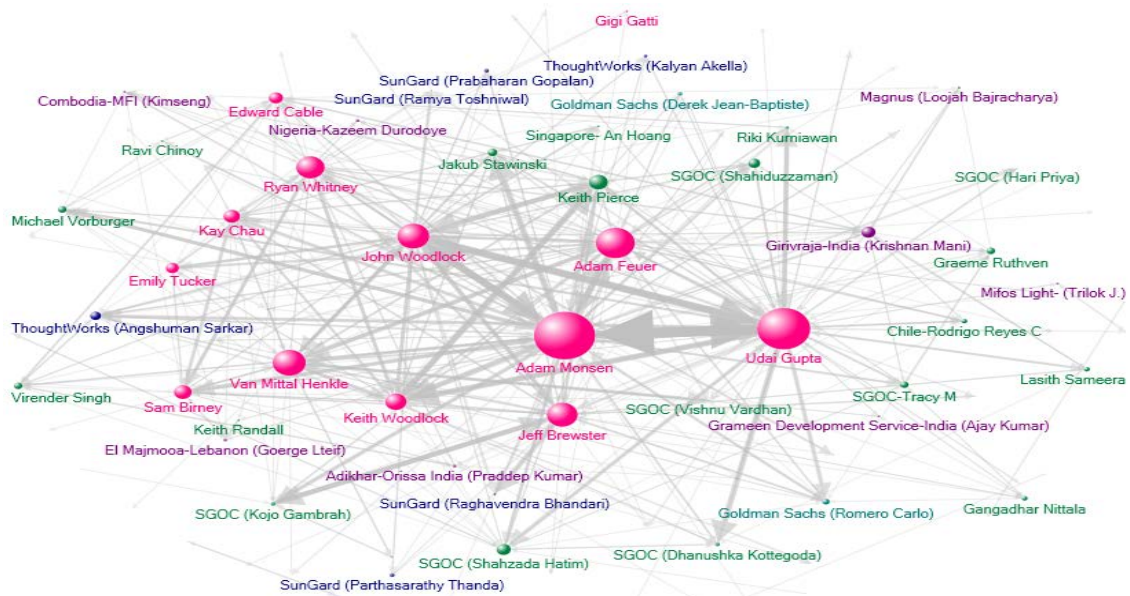 Gigi Gatti
ThoughtWorks (Kalyan Akella)
SunGard (Prabaharan Gopalan)
Combodia-MFI (Kimseng)
SunGard (Ramya Toshniwal)
Goldman Sachs (Derek Jean-Baptiste)
Magnus (Loojah Bajracharya)
Edward Cable
Nigeria-Kazeem Durodoye
Singapore- An Hoang
Riki Kurniawan
Ravi Chinoy
Jakub Stawinski
SGOC (Shahiduzzaman)
SGOC (Hari Priya)
Ryan Whitney
Keith Pierce
Michael Vorburger
Kay Chau
John Woodlock
Adam Feuer
Girivraja-India (Krishnan Mani)
Graeme Ruthven
Emily Tucker
Mifos Light- (Trilok J.)
ThoughtWorks (Angshuman Sarkar)
Chile-Rodrigo Reyes C
Adam Monsen
Udai Gupta
Van Mittal Henkle
Lasith Sameera
Virender Singh
Sam Birney
Keith Woodlock
SGOC (Vishnu Vardhan)
SGOC-Tracy M
Keith Randall
Jeff Brewster
Grameen Development Service-India (Ajay Kumar)
El Majmooa-Lebanon (Goerge Lteif)
Adikhar-Orissa India (Praddep Kumar)
SunGard (Raghavendra Bhandari)
SGOC (Kojo Gambrah)
Goldman Sachs (Romero Carlo)
Gangadhar Nittala
SGOC (Shahzada Hatim)
SGOC (Dhanushka Kottegoda)
SunGard (Parthasarathy Thanda)